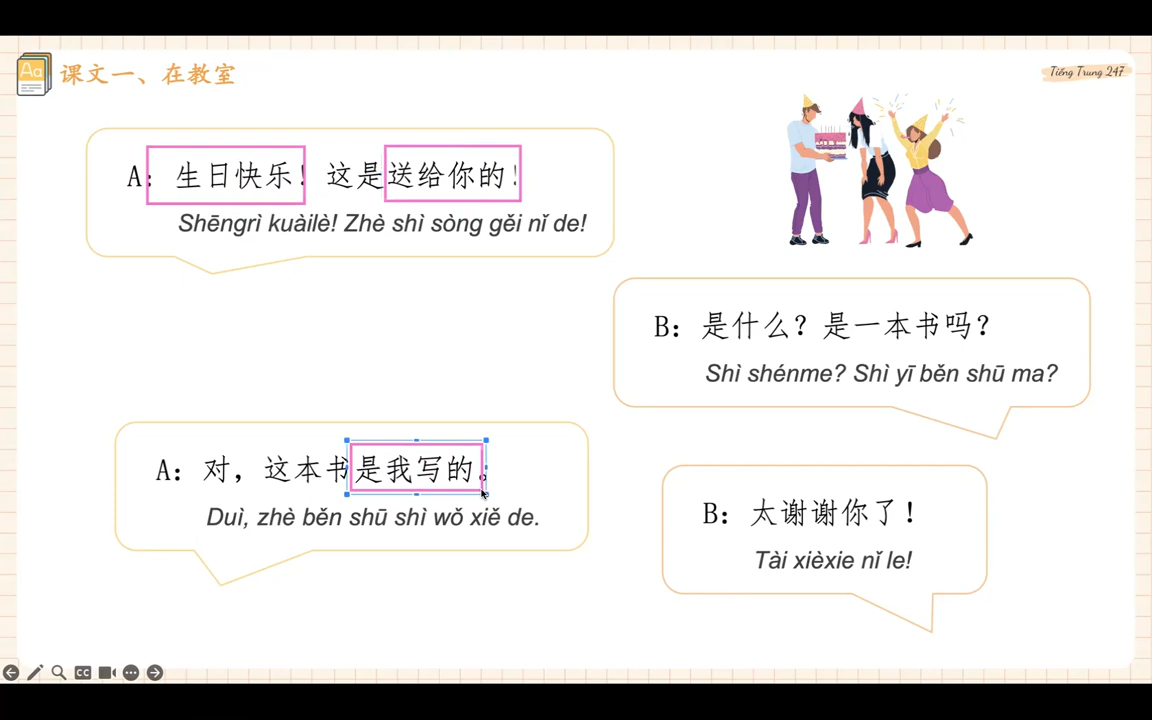 Aa
课文一、在教室
Tiếng Trung 247
A：生日快乐！这是送给你的！
Shēngrì kuàilè! Zhè shì sòng gěi nǐ de!
B：是什么？是一本书吗？
Shì shénme? Shì yī běn shū ma?
A：对，这本书是我写的。
Duì, zhè běn shū shì wǒ xiě de.
B：太谢谢你了！
Tài xièxie nǐ le!
CC